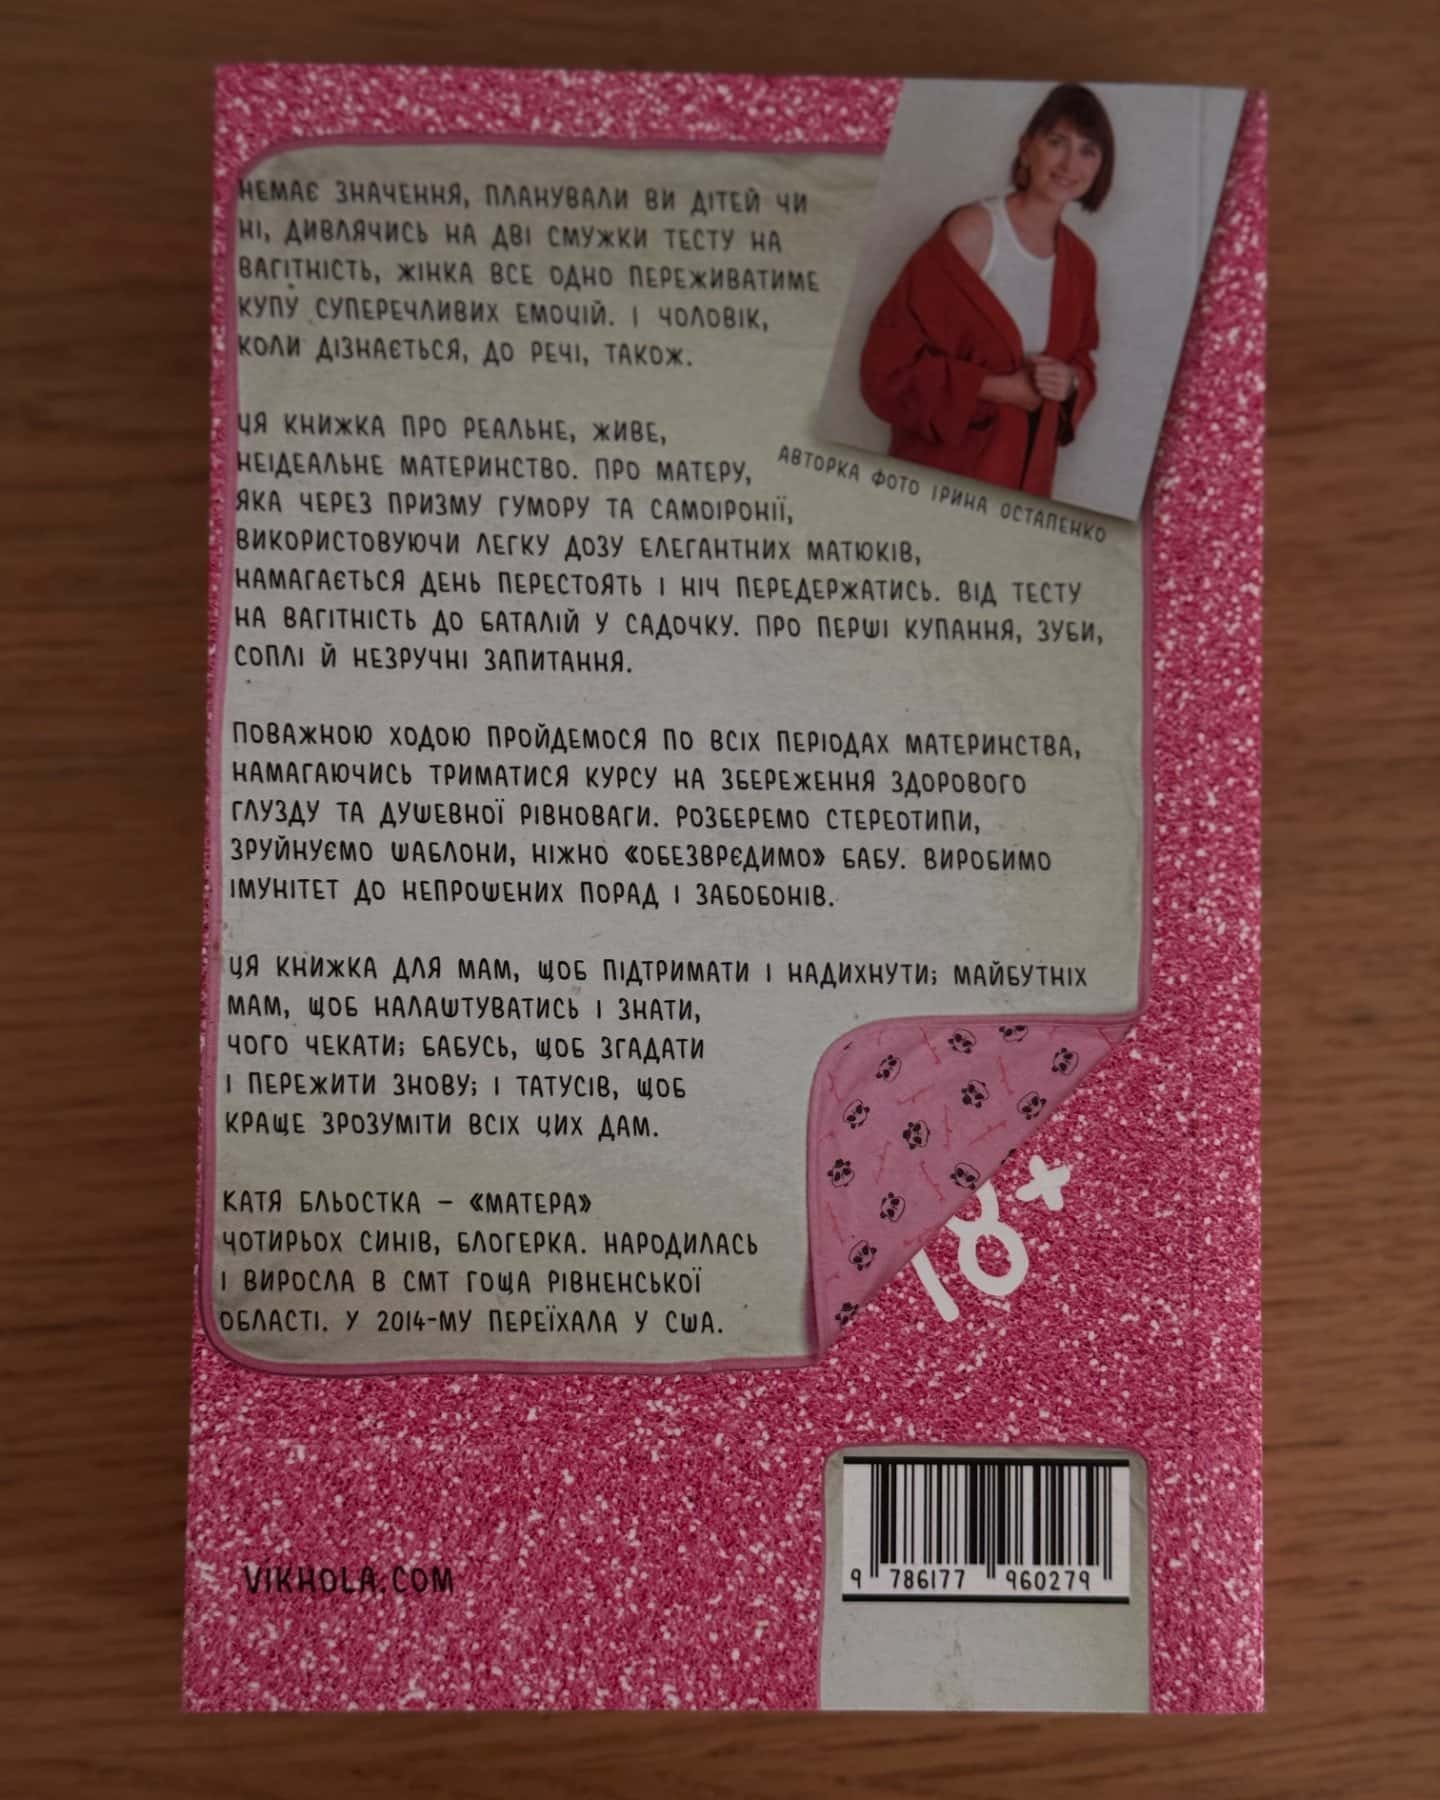 НЕМАЄ ЗНАЧЕННЯ, ПЛАНУВАЛИ ВИ ДІТЕЙ ЧИ
НІ, ДИВЛЯЧИСЬ НА ДВІ СМУЖКИ ТЕСТУ НА
ВАГІТНІСТЬ, ЖІНКА ВСЕ ОДНО ПЕРЕЖИВАТИМЕ
КУПУ СУПЕРЕЧЛИВИХ ЕМОЦІЙ. І ЧОЛОВІК,
КОЛИ ДІЗНАЄТЬСЯ, ДО РЕЧІ, ТАКОЖ.
АВТОРКА ФОТО ІРИНА ОСТАПЕНКО
ЦЯ КНИЖКА ПРО РЕАЛЬНЕ, ЖИВЕ,
НЕІДЕАЛЬНЕ МАТЕРИНСТВО. ПРО МАТЕРУ,
ЯКА ЧЕРЕЗ ПРИЗМУ ГУМОРУ ТА САМОІРОНІЇ,
ВИКОРИСТОВУЮЧИ ЛЕГКУ ДОЗУ ЕЛЕГАНТНИХ МАТЮКІВ,
НАМАГАЄТЬСЯ ДЕНЬ ПЕРЕСТОЯТЬ І НІЧ ПЕРЕДЕРЖАТИСЬ. ВІД ТЕСТУ
НА ВАГІТНІСТЬ ДО БАТАЛІЙ У САДОЧКУ. ПРО ПЕРШІ КУПАННЯ, ЗУБИ,
СОПЛІ Й НЕЗРУЧНІ ЗАПИТАННЯ.
ПОВАЖНОЮ ХОДОЮ ПРОЙДЕМОСЯ ПО ВСІХ ПЕРІОДАХ МАТЕРИНСТВА,
НАМАГАЮЧИСЬ ТРИМАТИСЯ КУРСУ НА ЗБЕРЕЖЕННЯ ЗДОРОВОГО
ГЛУЗДУ ТА ДУШЕВНОЇ РІВНОВАГИ. РОЗБЕРЕМО СТЕРЕОТИПИ,
ЗРУЙНУЄМО ШАБЛОНИ, НІЖНО «ОБЕЗВРЄДИМО» БАБУ. ВИРОБИМО
ІМУНІТЕТ ДО НЕПРОШЕНИХ ПОРАД І ЗАБОБОНІВ.
ЦЯ КНИЖКА ДЛЯ МАМ, ЩОБ ПІДТРИМАТИ І НАДИХНУТИ; МАЙБУТНІХ
МАМ, ЩОБ НАЛАШТУВАТИСЬ І ЗНАТИ,
ЧОГО ЧЕКАТИ; БАБУСЬ, ЩОБ ЗГАДАТИ
І ПЕРЕЖИТИ ЗНОВУ; І ТАТУСІВ, ЩОБ
КРАЩЕ ЗРОЗУМІТИ ВСІХ ЦИХ ДАМ.
КАТЯ БЛЬОСТКА – «МАТЕРА»
ЧОТИРЬОХ СИНІВ, БЛОГЕРКА. НАРОДИЛАСЬ
І ВИРОСЛА В СМТ ГОЩА РІВНЕНСЬКОЇ
ОБЛАСТІ. У 2014-МУ ПЕРЕЇХАЛА У США.
18+
VIKHOLA.COM
9 786177 960279